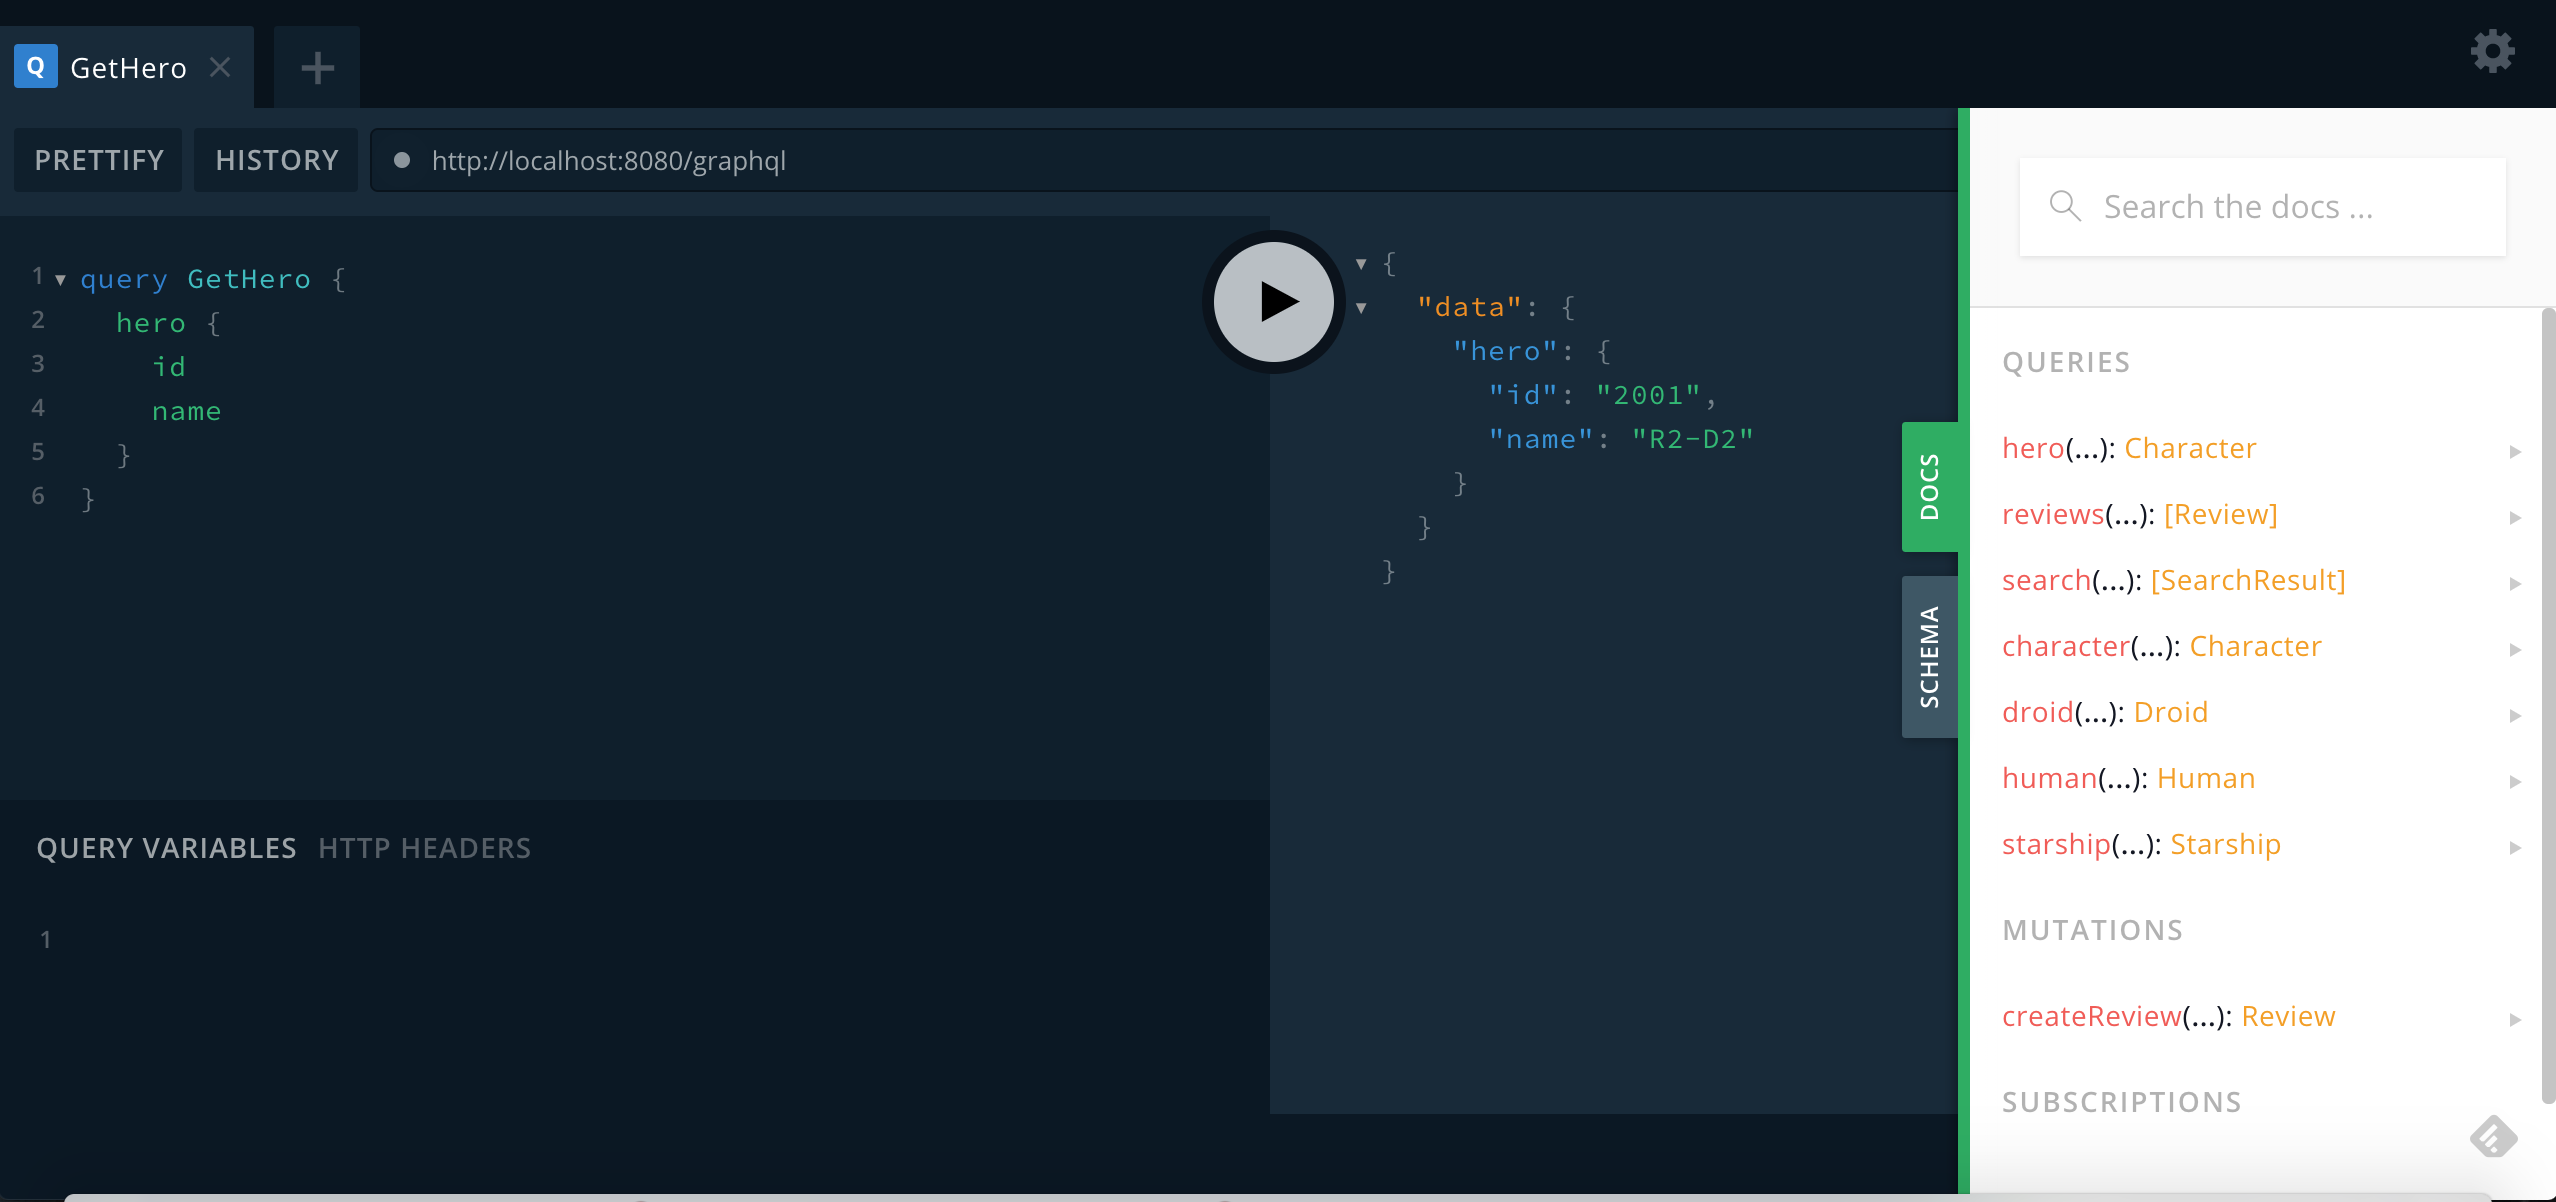 Q GetHero
PRETTIFY HISTORY http://localhost:8080/graphql
1 query GetHero {
2 hero {
3 id
4 name
5 }
6 }
QUERY VARIABLES HTTP HEADERS
1
{
"data": {
"hero": {
"id": "2001",
"name": "R2-D2"
}
}
}
DOCS
SCHEMA
Search the docs ...
QUERIES
hero(...): Character
reviews(...): [Review]
search(...): [SearchResult]
character(...): Character
droid(...): Droid
human(...): Human
starship(...): Starship
MUTATIONS
createReview(...): Review
SUBSCRIPTIONS